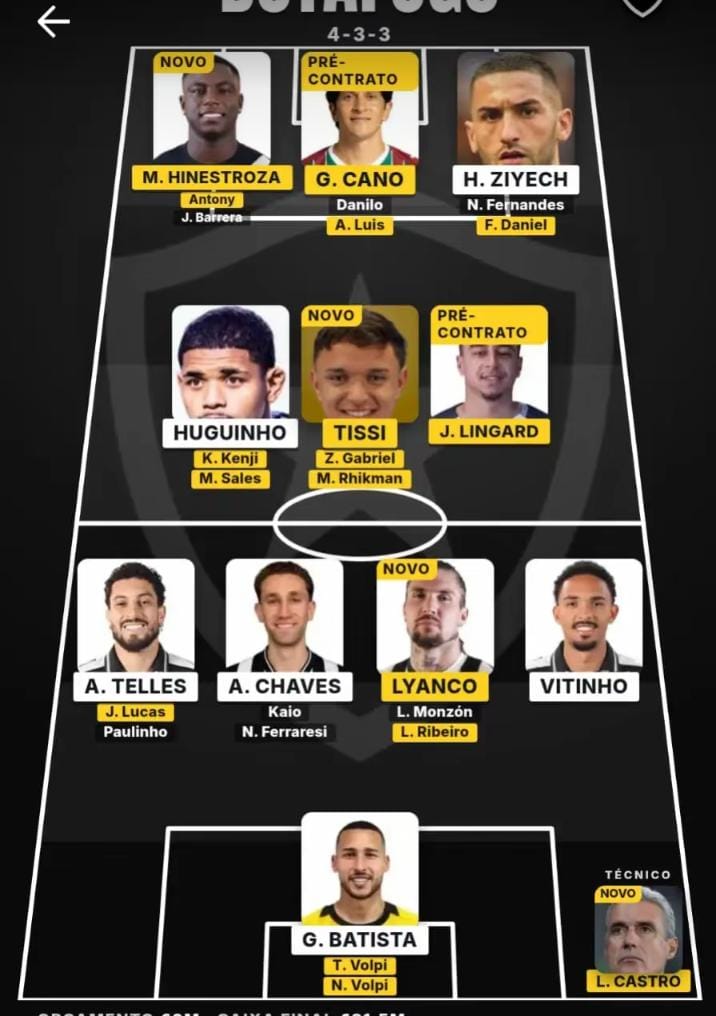 BOTAFOGO
4-3-3
NOVO
PRÉ-
CONTRATO
M. HINESTROZA
G. CANO
H. ZIYECH
Antony
Danilo
N. Fernandes
J. Barrera
A. Luis
F. Daniel
NOVO
PRÉ-
CONTRATO
HUGUINHO
TISSI
J. LINGARD
K. Kenji
Z. Gabriel
M. Sales
M. Rhikman
NOVO
A. TELLES
A. CHAVES
LYANCO
VITINHO
J. Lucas
Kaio
L. Monzón
Paulinho
N. Ferraresi
L. Ribeiro
TÉCNICO
NOVO
G. BATISTA
T. Volpi
N. Volpi
L. CASTRO